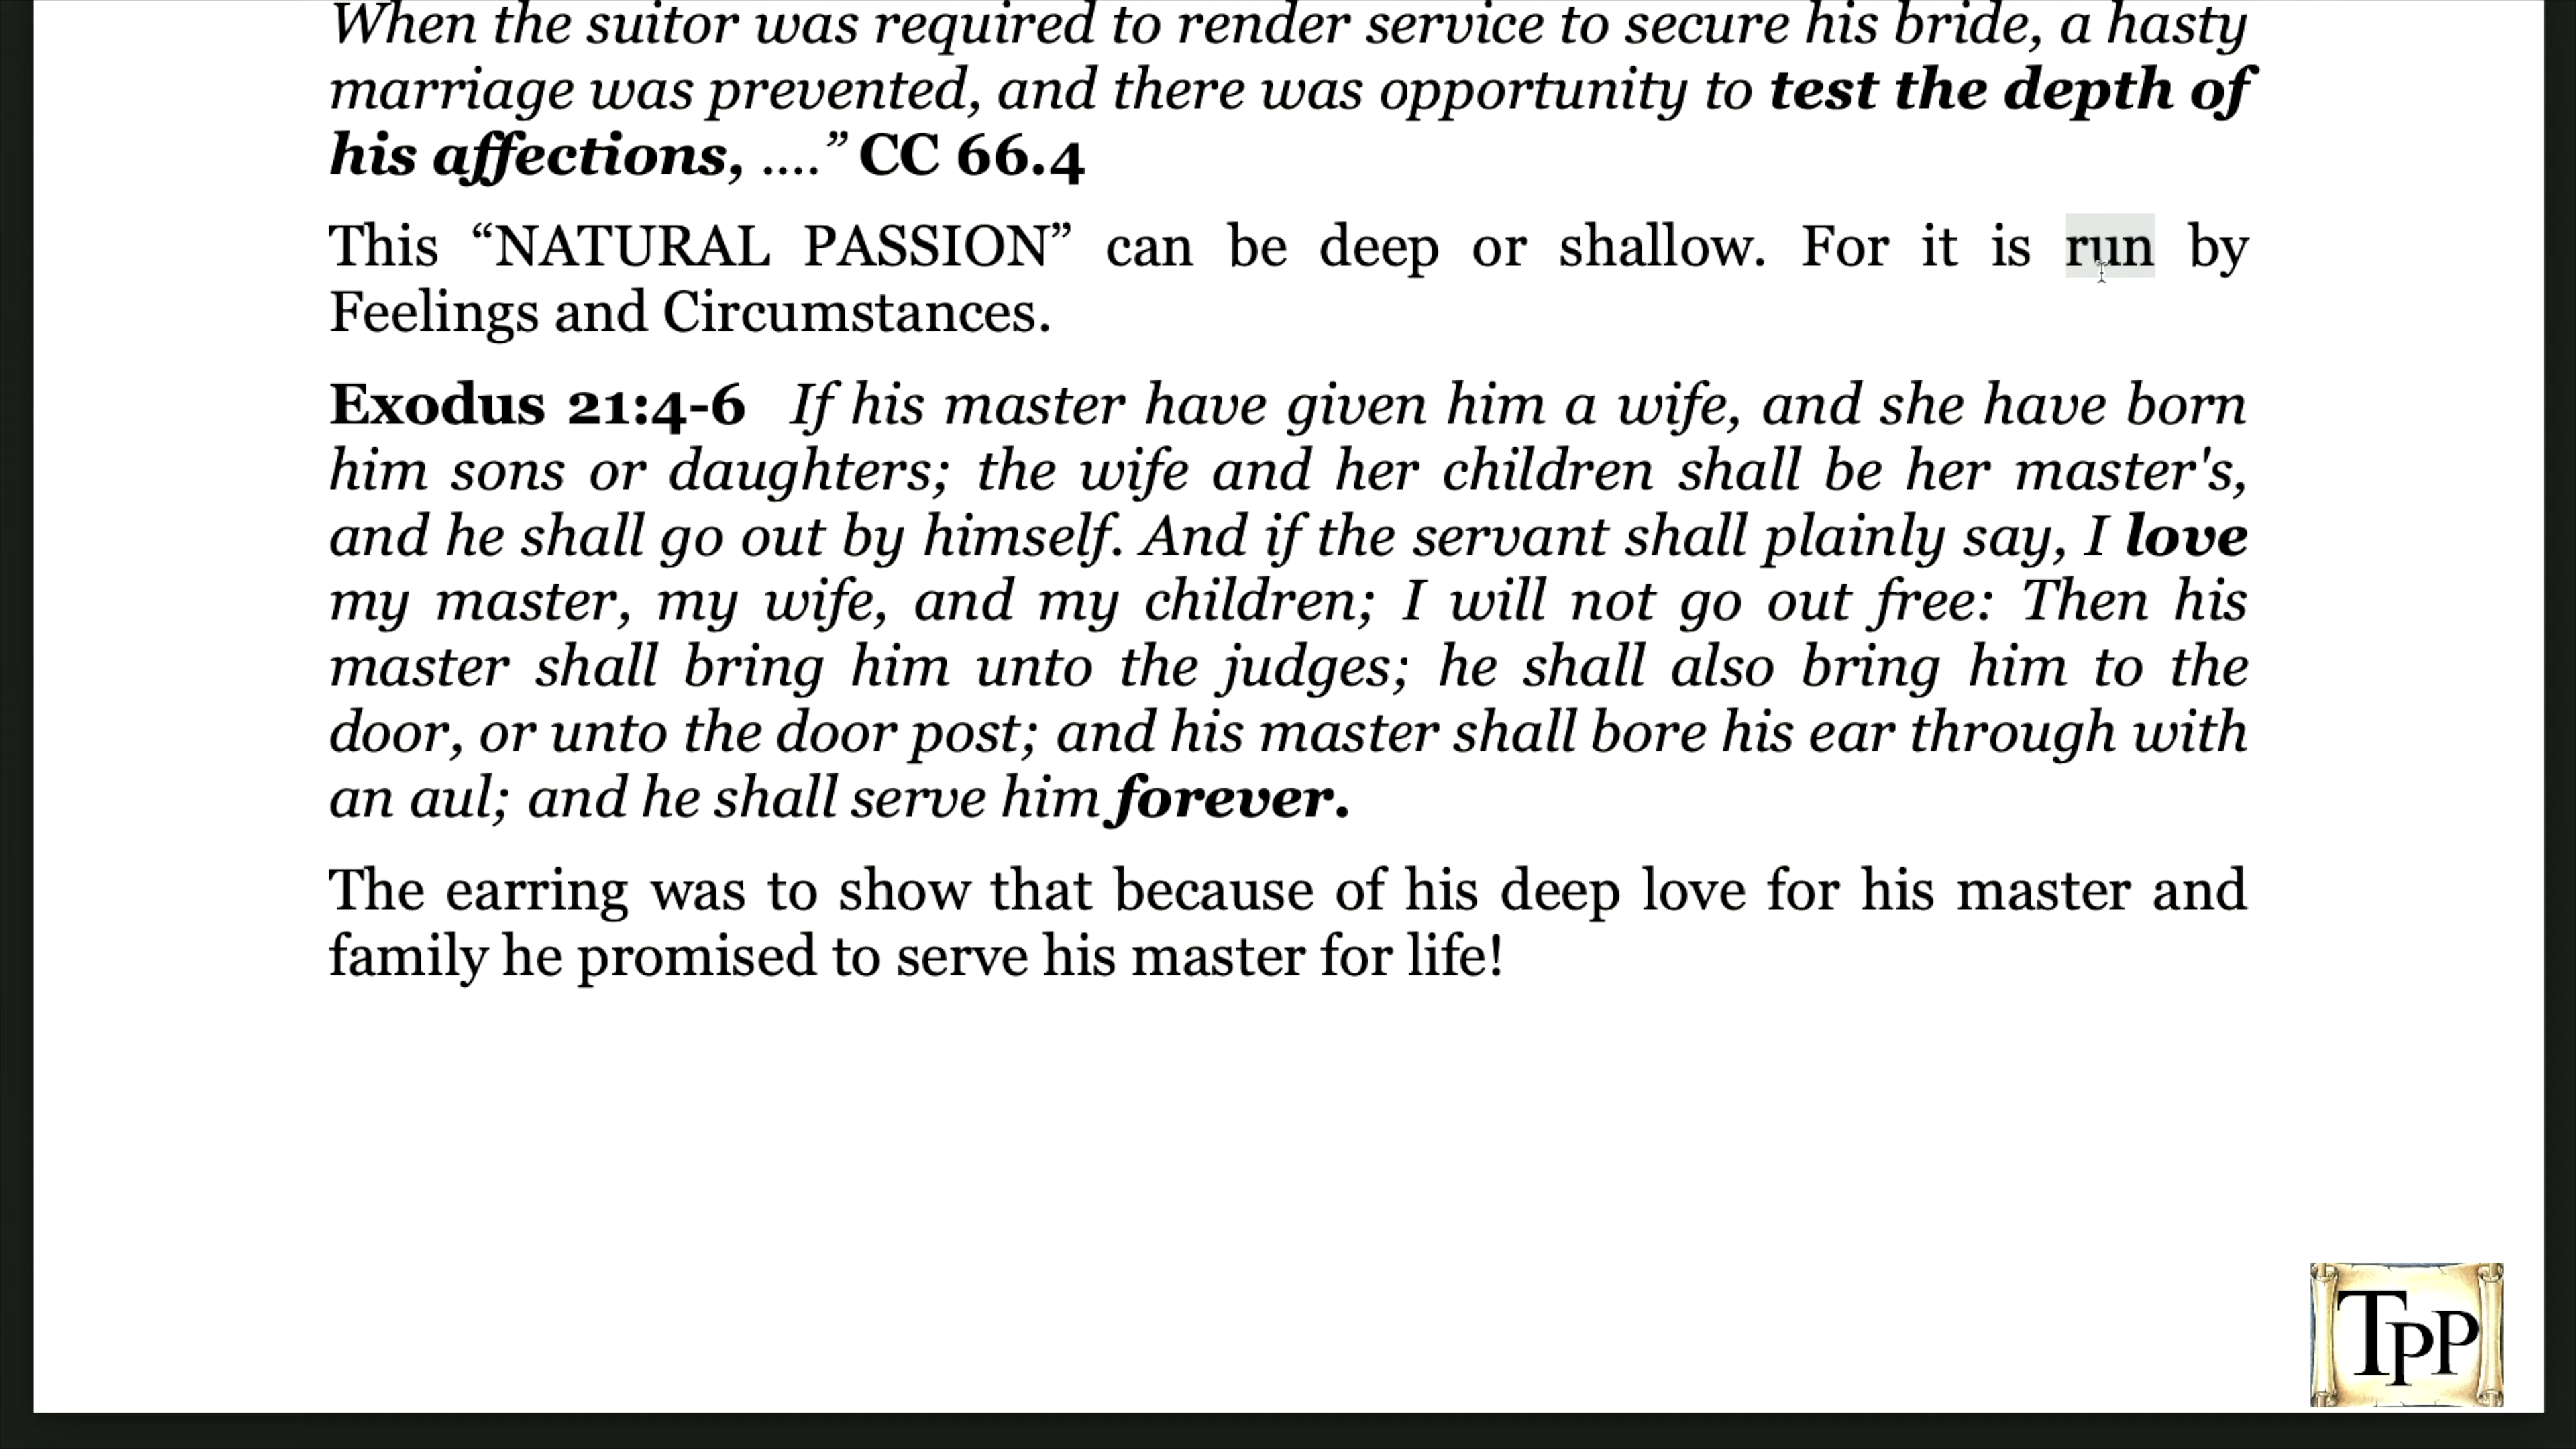 When the suitor was required to render service to secure his bride, a hasty
marriage was prevented, and there was opportunity to test the depth of
his affections, ....” CC 66.4
This “NATURAL PASSION” can be deep or shallow. For it is run by
Feelings and Circumstances.
Exodus 21:4-6 If his master have given him a wife, and she have born
him sons or daughters; the wife and her children shall be her master's,
and he shall go out by himself. And if the servant shall plainly say, I love
my master, my wife, and my children; I will not go out free: Then his
master shall bring him unto the judges; he shall also bring him to the
door, or unto the door post; and his master shall bore his ear through with
an aul; and he shall serve him forever.
The earring was to show that because of his deep love for his master and
family he promised to serve his master for life!
TPP